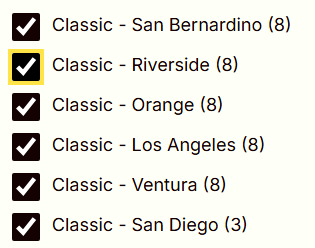 Classic - San Bernardino (8)
Classic - Riverside (8)
Classic - Orange (8)
Classic - Los Angeles (8)
Classic - Ventura (8)
Classic - San Diego (3)